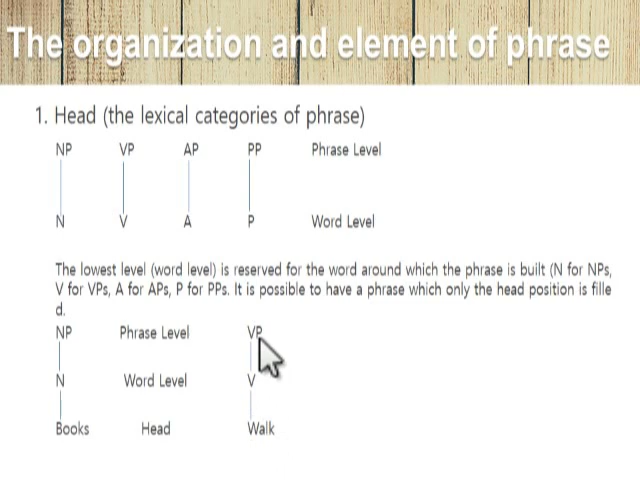 The organization and element of phrase
1. Head (the lexical categories of phrase)
NP VP AP PP Phrase Level
N V A P Word Level
The lowest level (word level) is reserved for the word around which the phrase is built (N for NPs,
V for VPs, A for APs, P for PPs. It is possible to have a phrase which only the head position is fille
d.
NP Phrase Level VP
N Word Level V
Books Head Walk